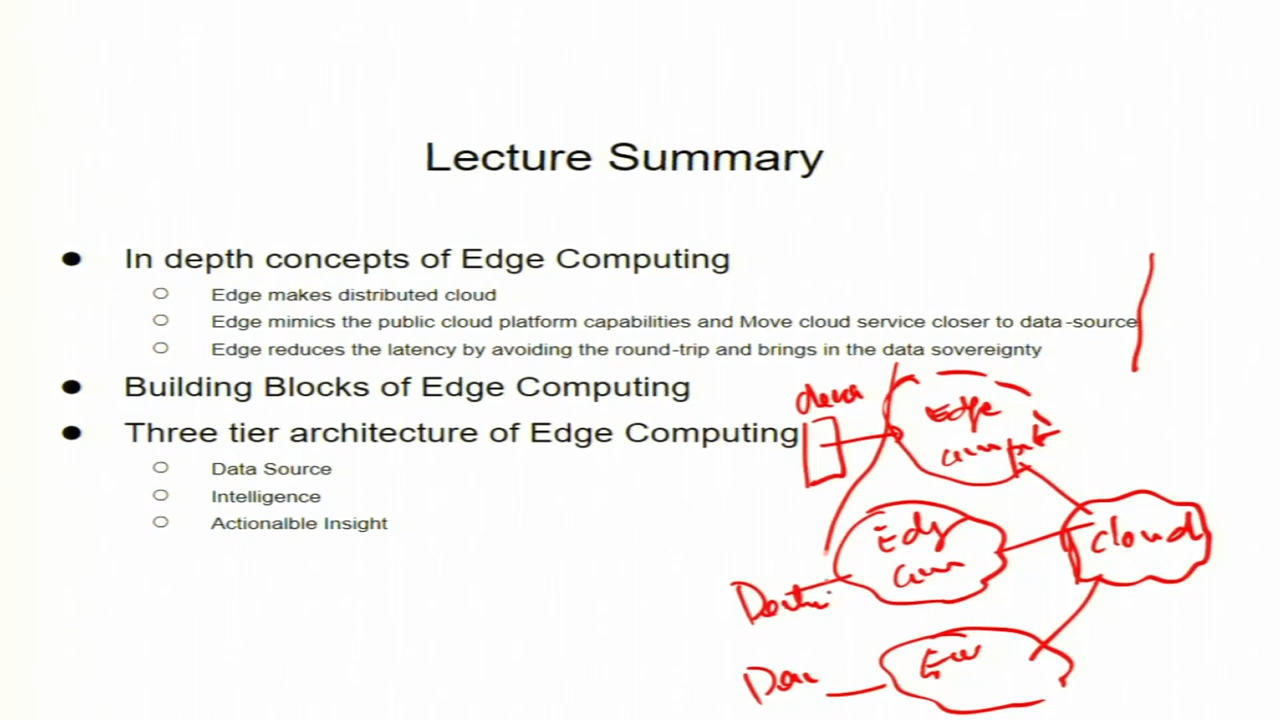 Lecture Summary
● In depth concepts of Edge Computing
○ Edge makes distributed cloud
○ Edge mimics the public cloud platform capabilities and Move cloud service closer to data-source
○ Edge reduces the latency by avoiding the round-trip and brings in the data sovereignty
● Building Blocks of Edge Computing
● Three tier architecture of Edge Computing
○ Data Source
○ Intelligence
○ Actionalble Insight
Edge
Edg
cloud